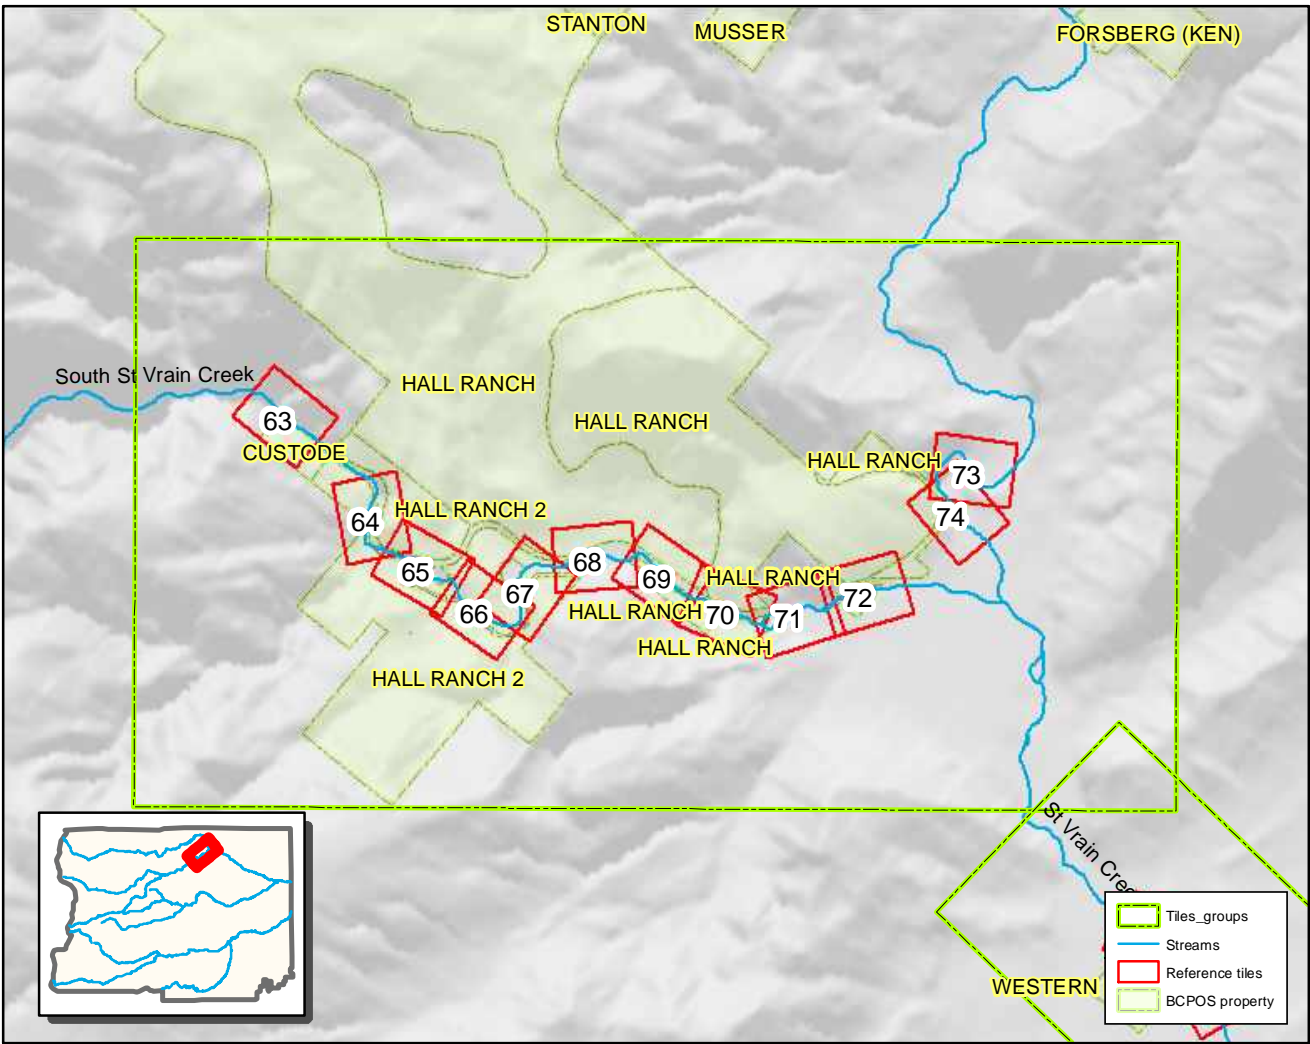 STANTON
MUSSER
FORSBERG (KEN)
South St Vrain Creek
HALL RANCH
HALL RANCH
63
CUSTODE
HALL RANCH
73
64
HALL RANCH 2
74
65
68
69
HALL RANCH
67
72
66
HALL RANCH
70
71
HALL RANCH
HALL RANCH 2
St Vrain
Tiles_groups
Streams
Reference tiles
BCPOS property
WESTERN